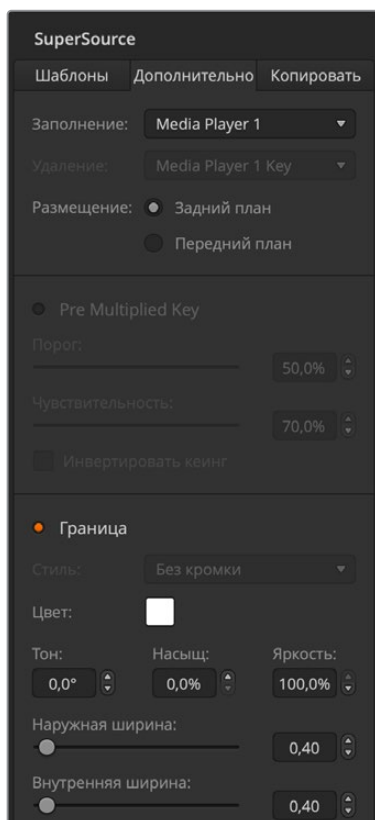 SuperSource
Шаблоны Дополнительно Копировать
Заполнение: Media Player 1
Удаление: Media Player 1 Key
Размещение: Задний план
Передний план
Pre Multiplied Key
Порог:
50,0%
Чувствительность:
70,0%
Инвертировать кеинг
Граница
Стиль: Без кромки
Цвет:
Тон: Насыщ: Яркость:
0,0° 0,0% 100,0%
Наружная ширина:
0,40
Внутренняя ширина:
0,40